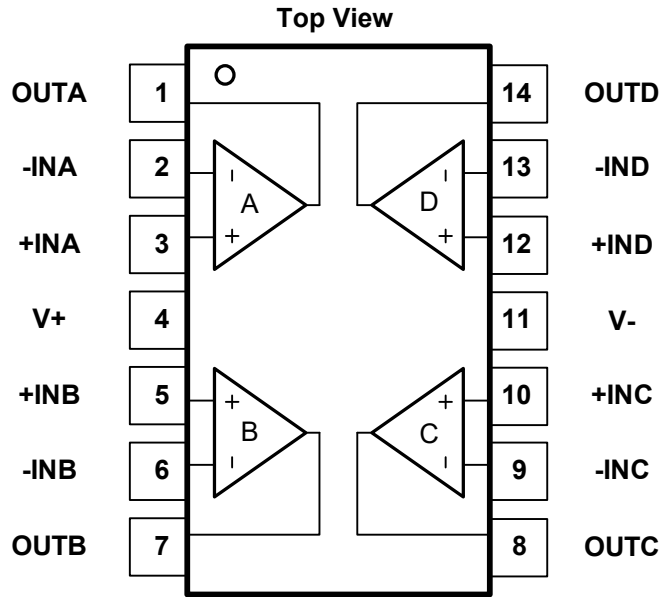 Top View
OUTA 1 14 OUTD
-INA 2 - - 13 -IND
A D
+INA 3 + + 12 +IND
V+ 4 11 V-
+INB 5 + + 10 +INC
B C
-INB 6 - - 9 -INC
OUTB 7 8 OUTC